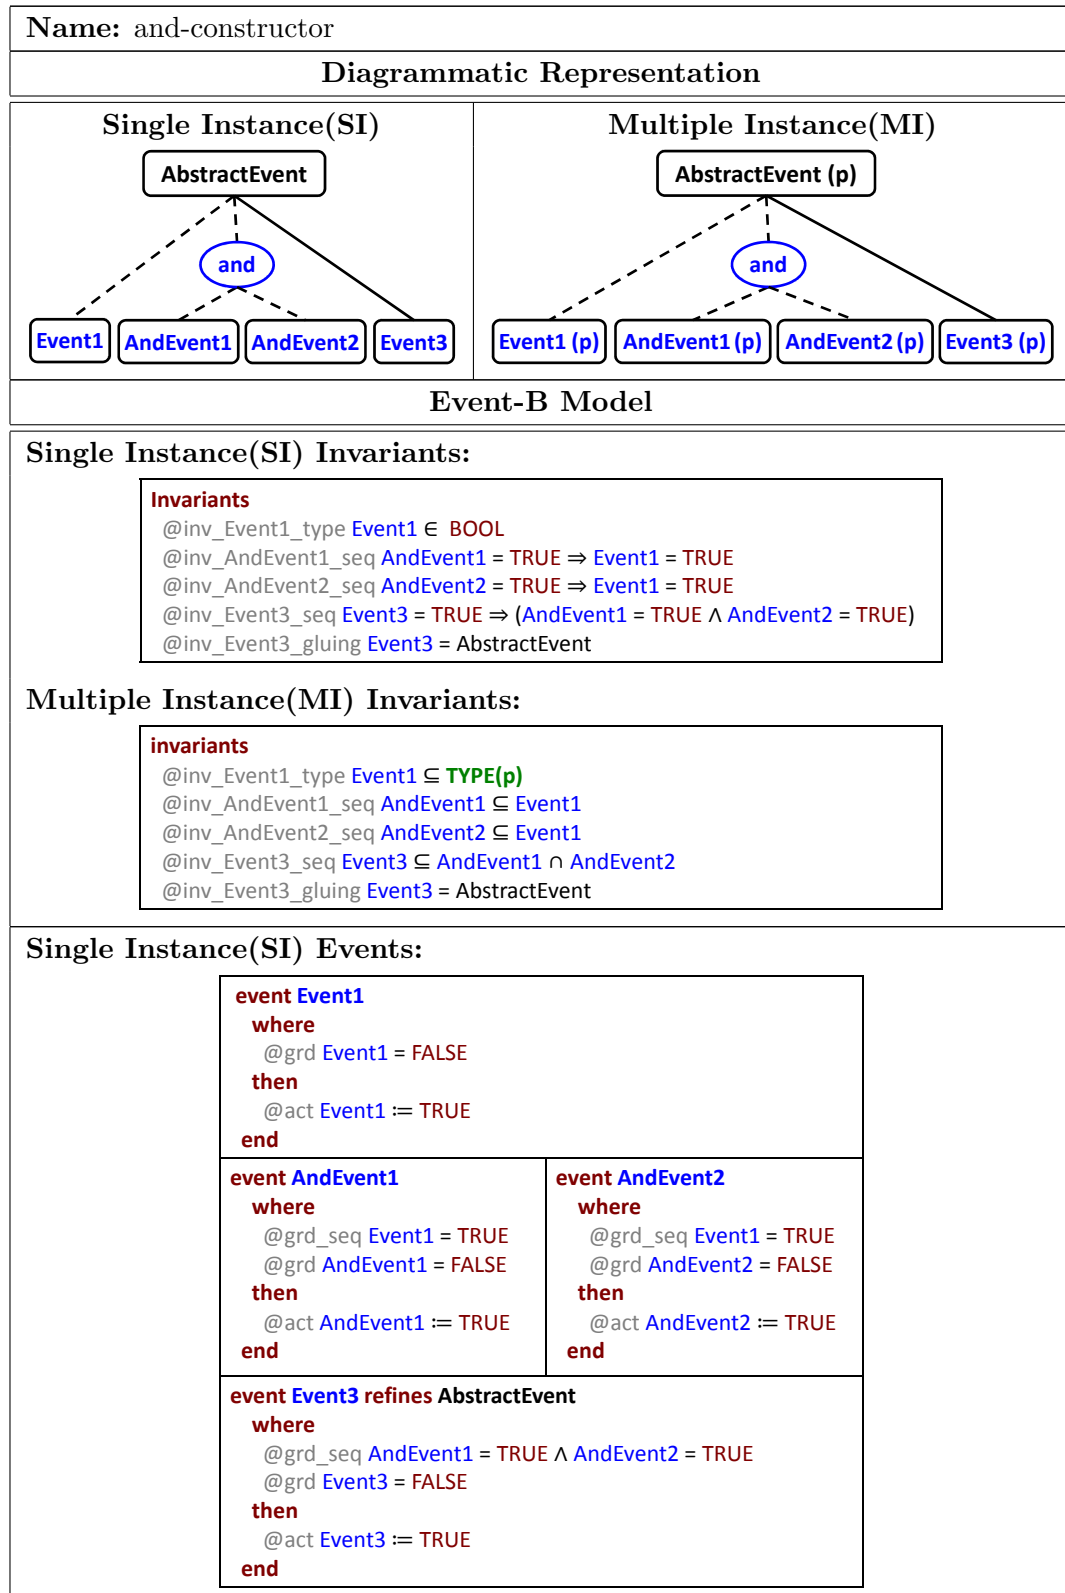 Name: and-constructor
Diagrammatic Representation
Single Instance(SI)
AbstractEvent
and
Event1 AndEvent1 AndEvent2 Event3
Multiple Instance(MI)
AbstractEvent (p)
and
Event1 (p) AndEvent1 (p) AndEvent2 (p) Event3 (p)
Event-B Model
Single Instance(SI) Invariants:
Invariants
@inv_Event1_type Event1 ∈ BOOL
@inv_AndEvent1_seq AndEvent1 = TRUE ⇒ Event1 = TRUE
@inv_AndEvent2_seq AndEvent2 = TRUE ⇒ Event1 = TRUE
@inv_Event3_seq Event3 = TRUE ⇒ (AndEvent1 = TRUE ∧ AndEvent2 = TRUE)
@inv_Event3_gluing Event3 = AbstractEvent
Multiple Instance(MI) Invariants:
invariants
@inv_Event1_type Event1 ⊆ TYPE(p)
@inv_AndEvent1_seq AndEvent1 ⊆ Event1
@inv_AndEvent2_seq AndEvent2 ⊆ Event1
@inv_Event3_seq Event3 ⊆ AndEvent1 ∩ AndEvent2
@inv_Event3_gluing Event3 = AbstractEvent
Single Instance(SI) Events:
event Event1
where
@grd Event1 = FALSE
then
@act Event1 ≔ TRUE
end
event AndEvent1
where
@grd_seq Event1 = TRUE
@grd AndEvent1 = FALSE
then
@act AndEvent1 ≔ TRUE
end
event AndEvent2
where
@grd_seq Event1 = TRUE
@grd AndEvent2 = FALSE
then
@act AndEvent2 ≔ TRUE
end
event Event3 refines AbstractEvent
where
@grd_seq AndEvent1 = TRUE ∧ AndEvent2 = TRUE
@grd Event3 = FALSE
then
@act Event3 ≔ TRUE
end